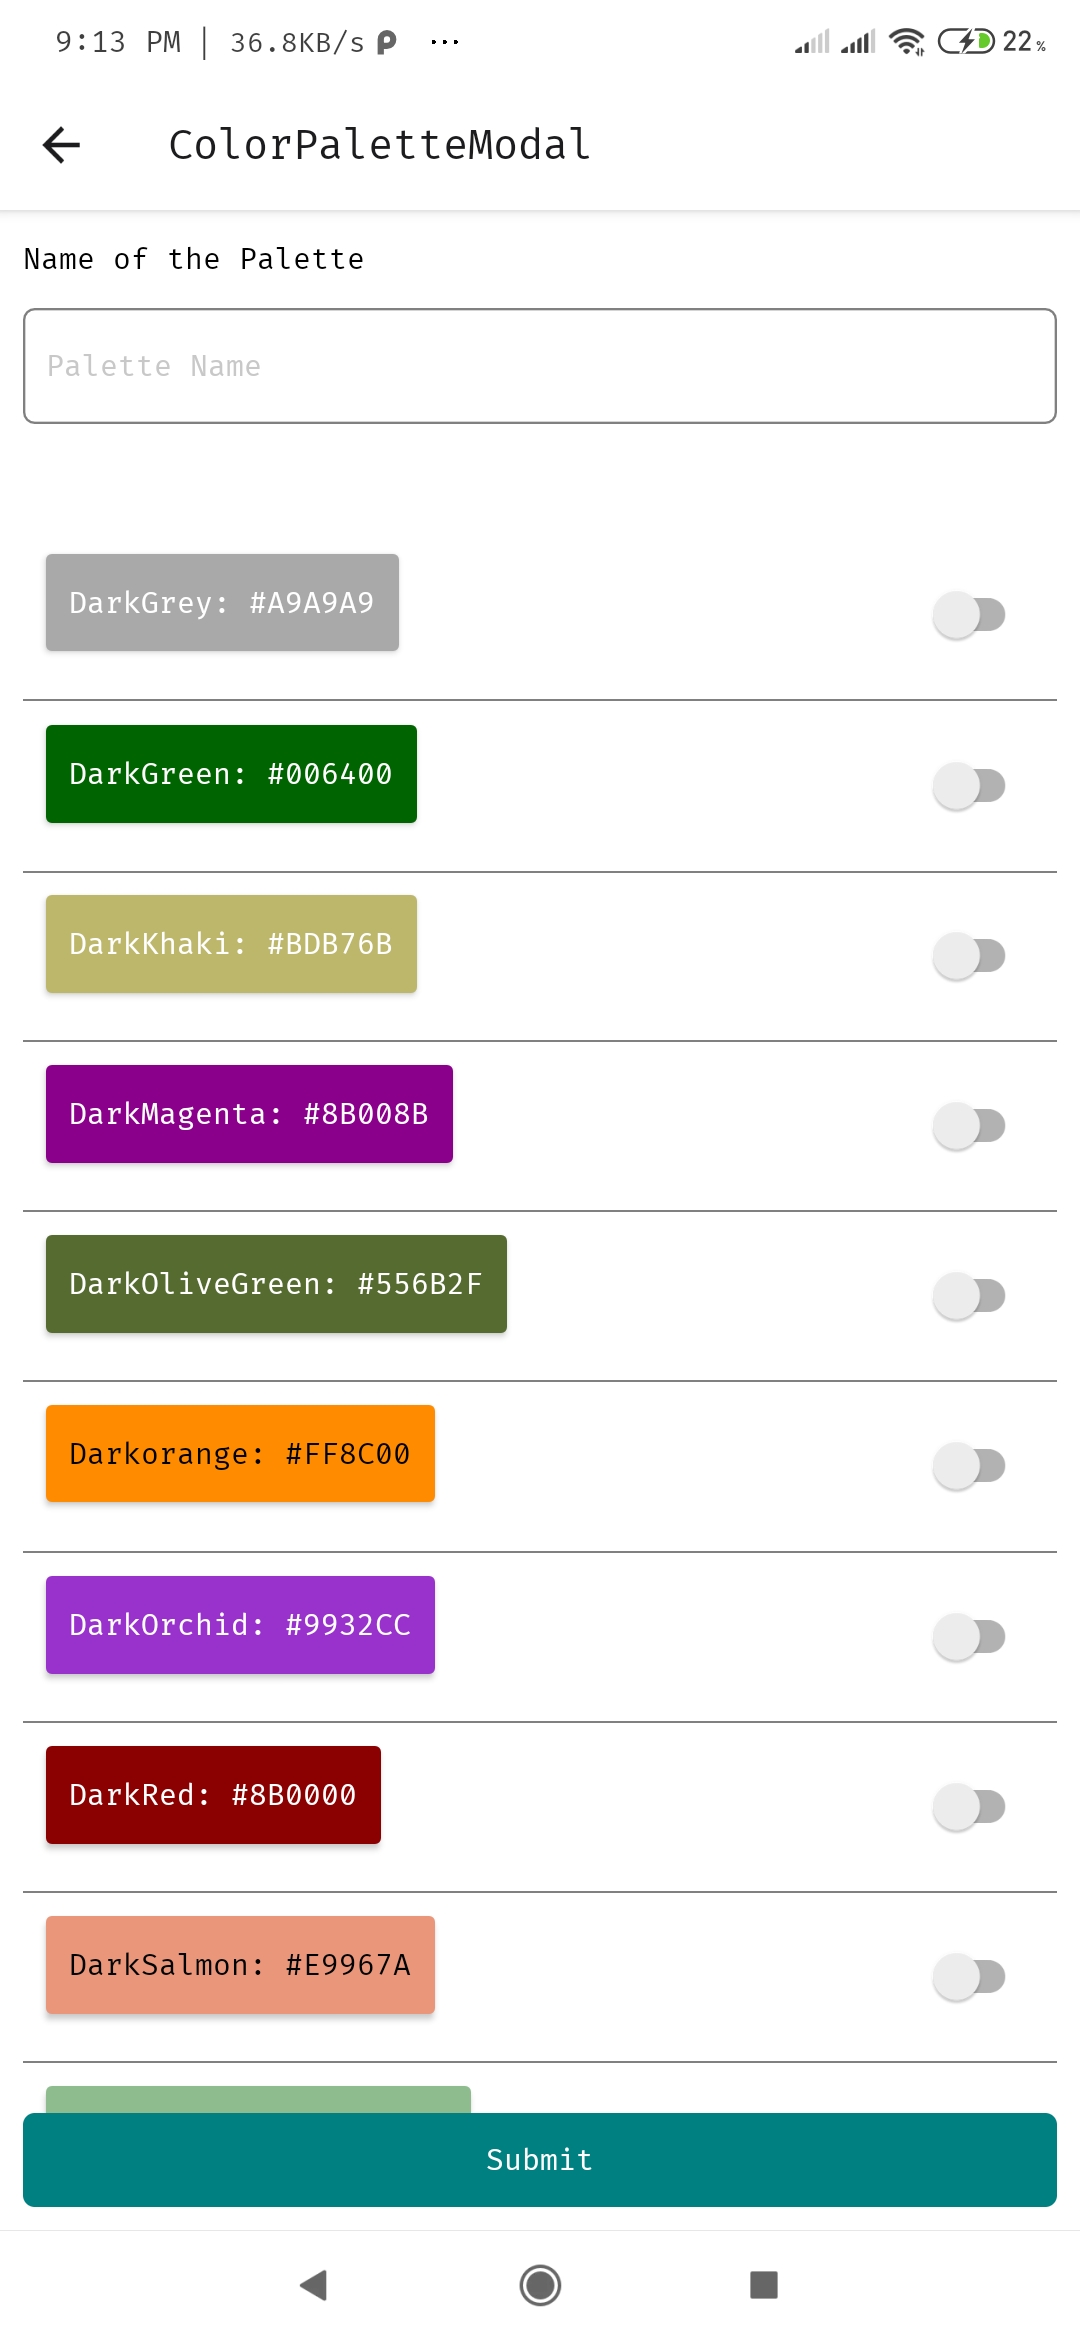 9:13 PM | 36.8KB/s ...
22%
ColorPaletteModal
Name of the Palette
Palette Name
DarkGrey: #A9A9A9
DarkGreen: #006400
DarkKhaki: #BDB76B
DarkMagenta: #8B008B
DarkOliveGreen: #556B2F
Darkorange: #FF8C00
DarkOrchid: #9932CC
DarkRed: #8B0000
DarkSalmon: #E9967A
Submit